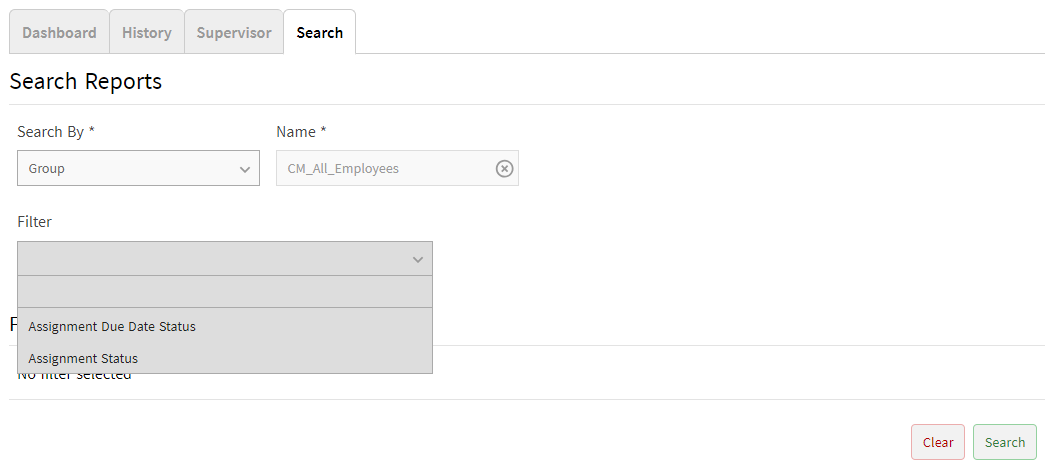 Dashboard History Supervisor Search
Search Reports
Search By * Name *
Group CM_All_Employees
Filter
Assignment Due Date Status
Assignment Status
No filter selected
Clear Search